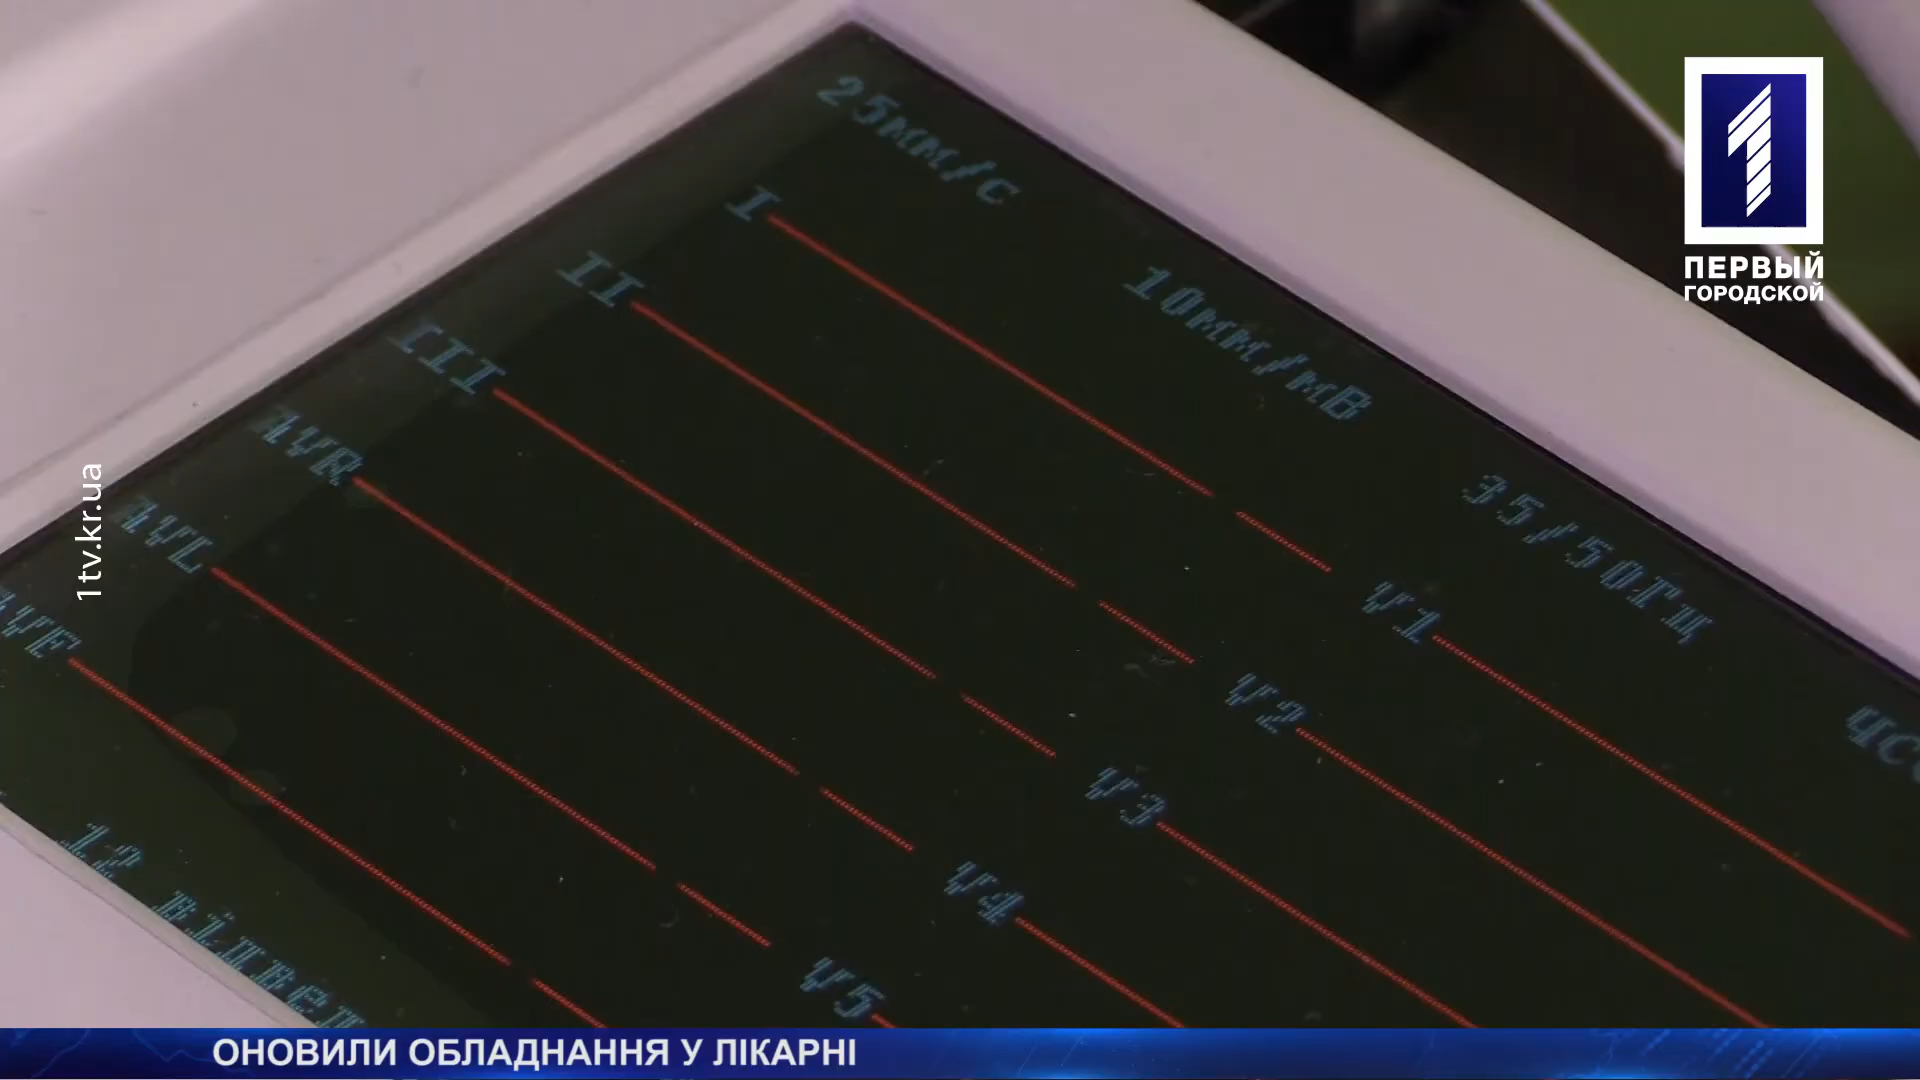 25мм/с
10мм/мВ
35/50Гц
I
II
III
AVR
AVL
AVF
V1
V2
V3
V4
V5
12
ПЕРВЫЙ
ГОРОДСКОЙ
1tv.kr.ua
ОНОВИЛИ ОБЛАДНАННЯ У ЛІКАРНІ